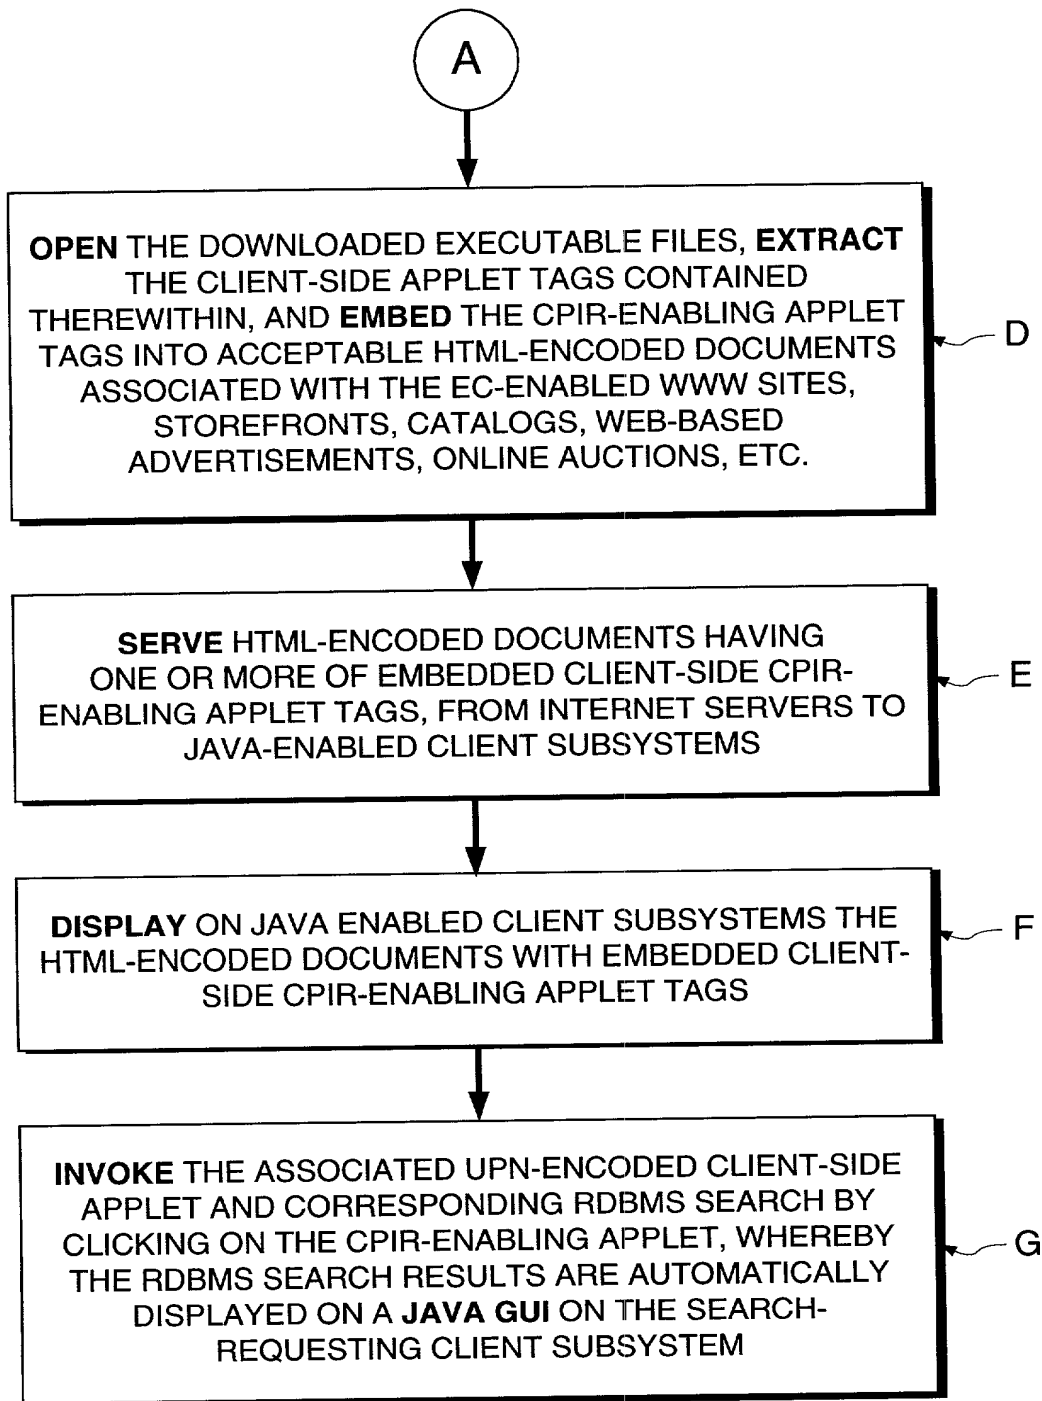 A
OPEN THE DOWNLOADED EXECUTABLE FILES, EXTRACT
THE CLIENT-SIDE APPLET TAGS CONTAINED
THEREWITHIN, AND EMBED THE CPIR-ENABLING APPLET
TAGS INTO ACCEPTABLE HTML-ENCODED DOCUMENTS
ASSOCIATED WITH THE EC-ENABLED WWW SITES,
STOREFRONTS, CATALOGS, WEB-BASED
ADVERTISEMENTS, ONLINE AUCTIONS, ETC.
D
SERVE HTML-ENCODED DOCUMENTS HAVING
ONE OR MORE OF EMBEDDED CLIENT-SIDE CPIR-
ENABLING APPLET TAGS, FROM INTERNET SERVERS TO
JAVA-ENABLED CLIENT SUBSYSTEMS
E
DISPLAY ON JAVA ENABLED CLIENT SUBSYSTEMS THE
HTML-ENCODED DOCUMENTS WITH EMBEDDED CLIENT-
SIDE CPIR-ENABLING APPLET TAGS
F
INVOKE THE ASSOCIATED UPN-ENCODED CLIENT-SIDE
APPLET AND CORRESPONDING RDBMS SEARCH BY
CLICKING ON THE CPIR-ENABLING APPLET, WHEREBY
THE RDBMS SEARCH RESULTS ARE AUTOMATICALLY
DISPLAYED ON A JAVA GUI ON THE SEARCH-
REQUESTING CLIENT SUBSYSTEM
G